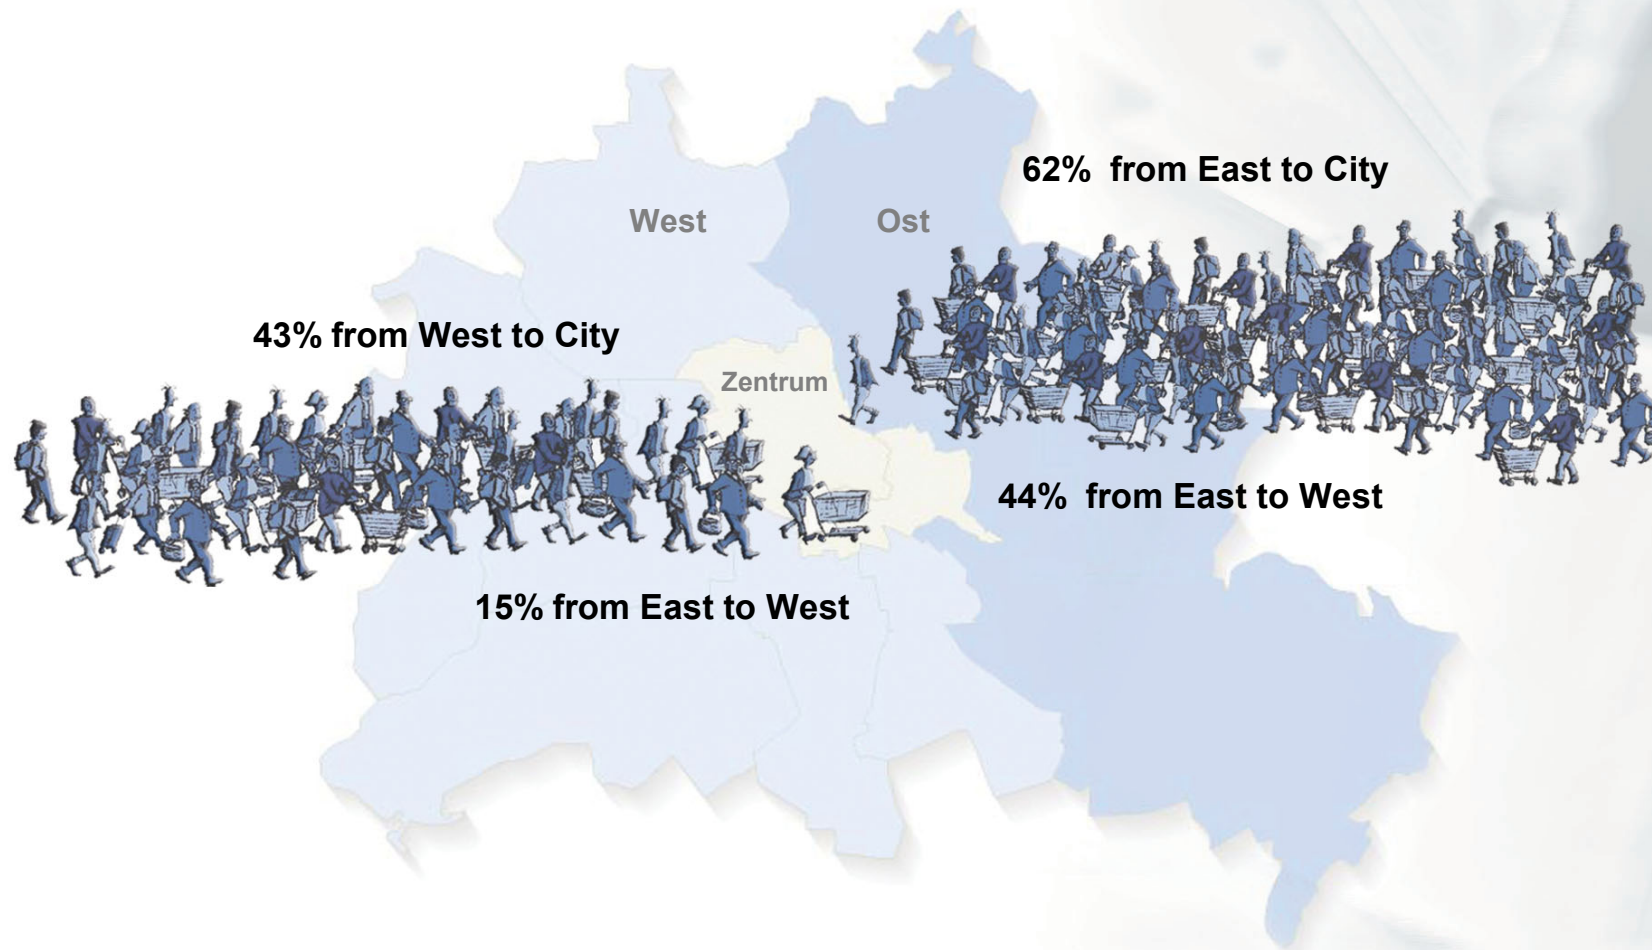 62% from East to City
West
Ost
43% from West to City
Zentrum
44% from East to West
15% from East to West